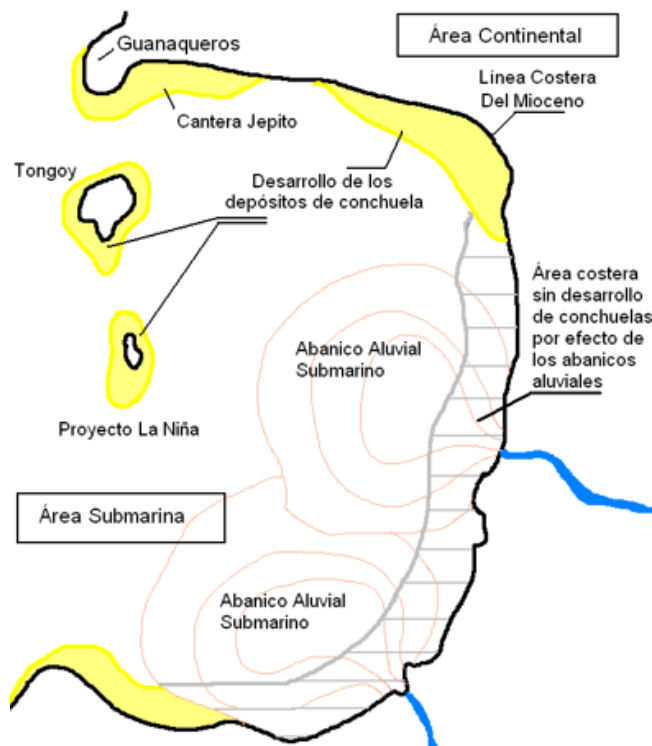 Guanaqueros
Área Continental
Línea Costera
Del Mioceno
Cantera Jepito
Tongoy
Desarrollo de los
depósitos de conchuela
Área costera
sin desarrollo
de conchuelas
por efecto de
los abanicos
aluviales
Abanico Aluvial
Submarino
Proyecto La Niña
Área Submarina
Abanico Aluvial
Submarino